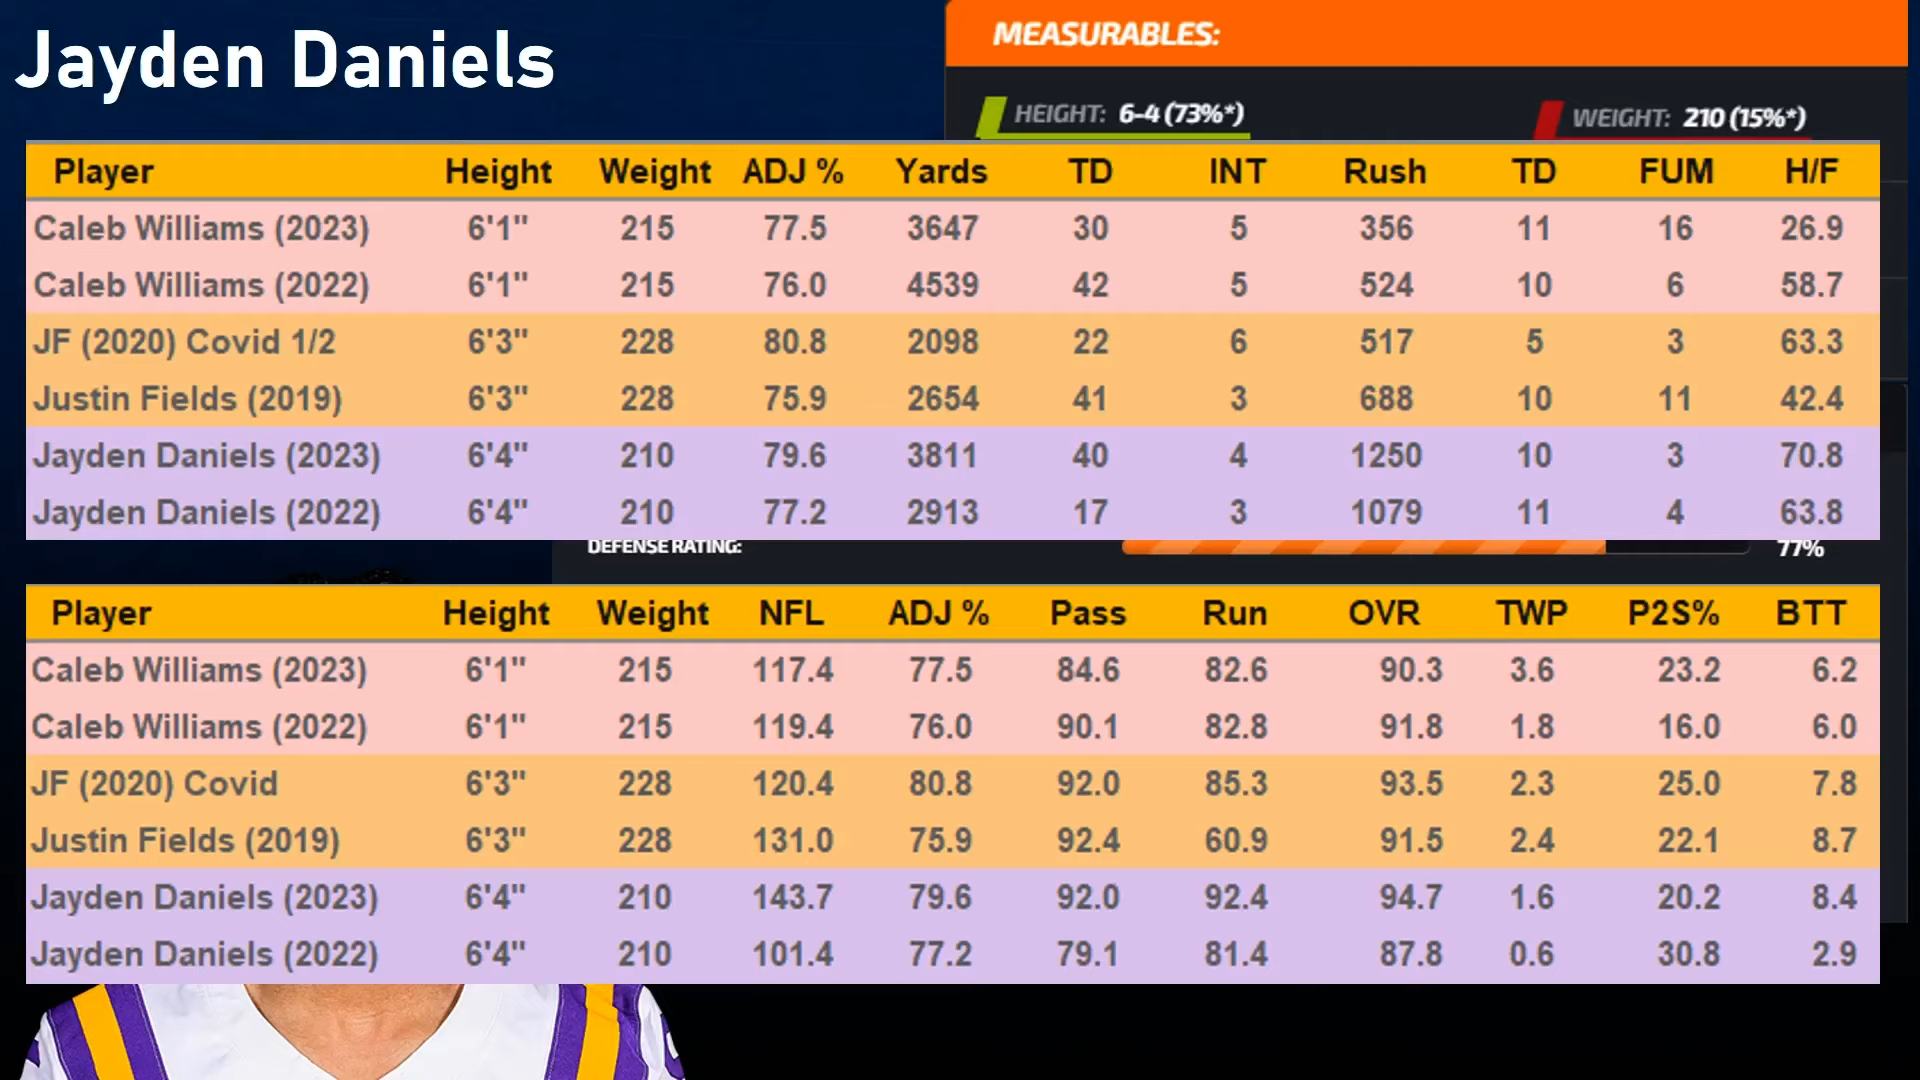 Jayden Daniels
MEASURABLES:
HEIGHT: 6-4 (73%*) WEIGHT: 210 (15%*)
Player Height Weight ADJ % Yards TD INT Rush TD FUM H/F
Caleb Williams (2023) 6'1" 215 77.5 3647 30 5 356 11 16 26.9
Caleb Williams (2022) 6'1" 215 76.0 4539 42 5 524 10 6 58.7
JF (2020) Covid 1/2 6'3" 228 80.8 2098 22 6 517 5 3 63.3
Justin Fields (2019) 6'3" 228 75.9 2654 41 3 688 10 11 42.4
Jayden Daniels (2023) 6'4" 210 79.6 3811 40 4 1250 10 3 70.8
Jayden Daniels (2022) 6'4" 210 77.2 2913 17 3 1079 11 4 63.8
DEFENSE RATING: 77%
Player Height Weight NFL ADJ % Pass Run OVR TWP P2S% BTT
Caleb Williams (2023) 6'1" 215 117.4 77.5 84.6 82.6 90.3 3.6 23.2 6.2
Caleb Williams (2022) 6'1" 215 119.4 76.0 90.1 82.8 91.8 1.8 16.0 6.0
JF (2020) Covid 6'3" 228 120.4 80.8 92.0 85.3 93.5 2.3 25.0 7.8
Justin Fields (2019) 6'3" 228 131.0 75.9 92.4 60.9 91.5 2.4 22.1 8.7
Jayden Daniels (2023) 6'4" 210 143.7 79.6 92.0 92.4 94.7 1.6 20.2 8.4
Jayden Daniels (2022) 6'4" 210 101.4 77.2 79.1 81.4 87.8 0.6 30.8 2.9